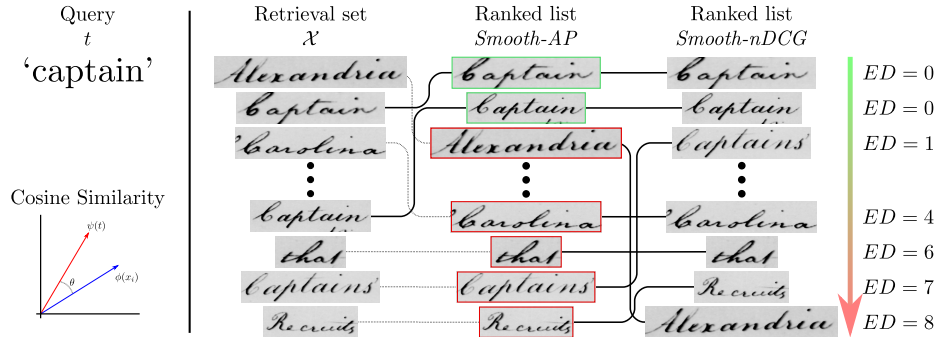 Query Retrieval set Ranked list Ranked list
t 𝒳 Smooth-AP Smooth-nDCG
'captain'
Alexandria Captain Captain ED = 0
Captain Captain Captain ED = 0
Carolina Alexandria Captains' ED = 1
Captain Carolina Carolina ED = 4
that that that ED = 6
Captains' Captains' Recruits ED = 7
Recruits Recruits Alexandria ED = 8
Cosine Similarity
ψ(t)
θ
ϕ(xᵢ)